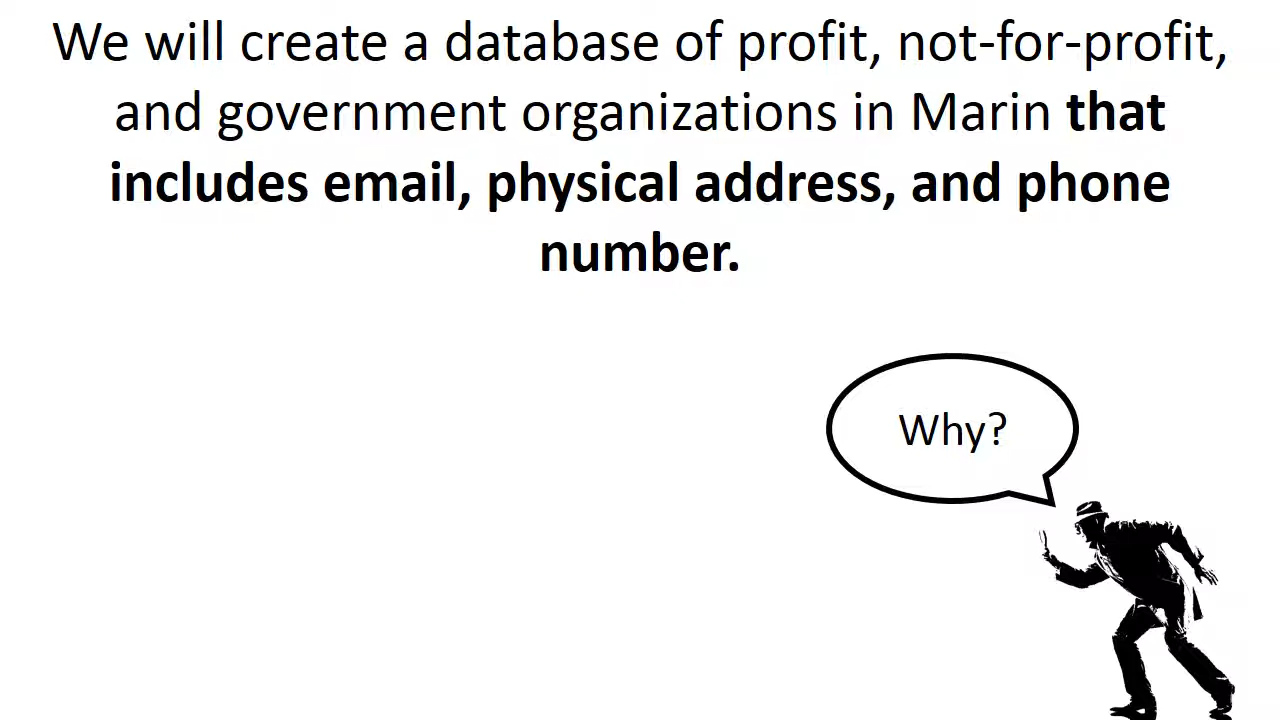 We will create a database of profit, not-for-profit,
and government organizations in Marin that
includes email, physical address, and phone
number.
Why?